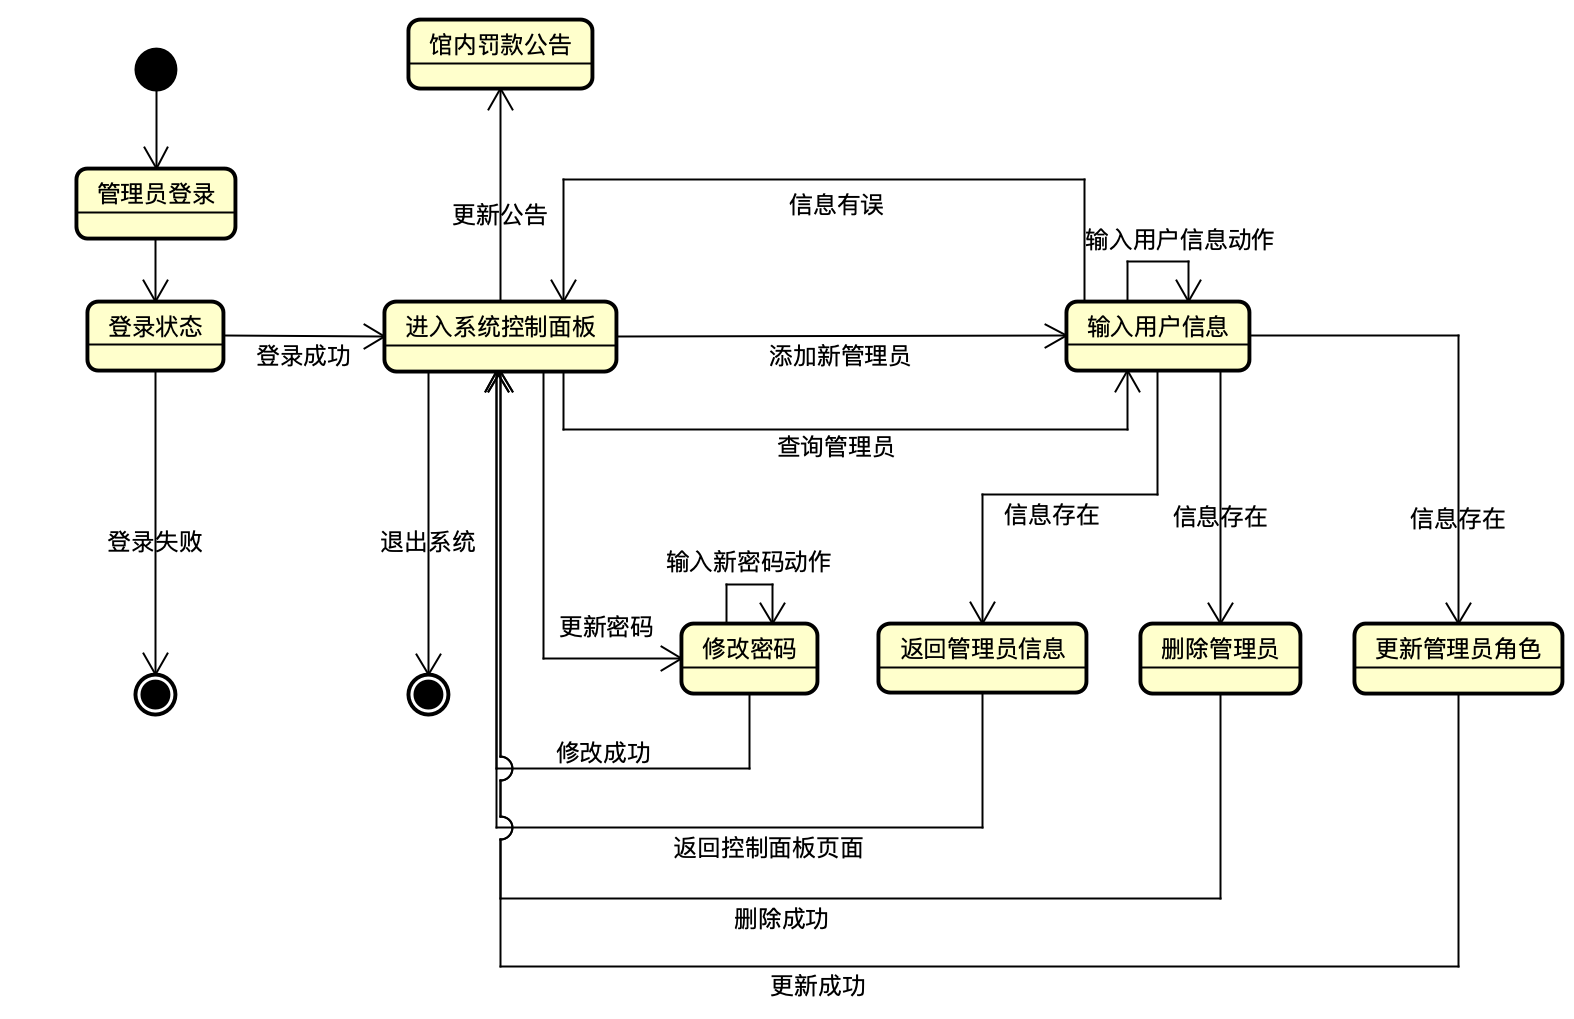 馆内罚款公告
管理员登录
更新公告
信息有误
输入用户信息动作
登录状态
进入系统控制面板
输入用户信息
登录成功
添加新管理员
查询管理员
信息存在
信息存在
信息存在
登录失败
退出系统
输入新密码动作
更新密码
修改密码
返回管理员信息
删除管理员
更新管理员角色
修改成功
返回控制面板页面
删除成功
更新成功